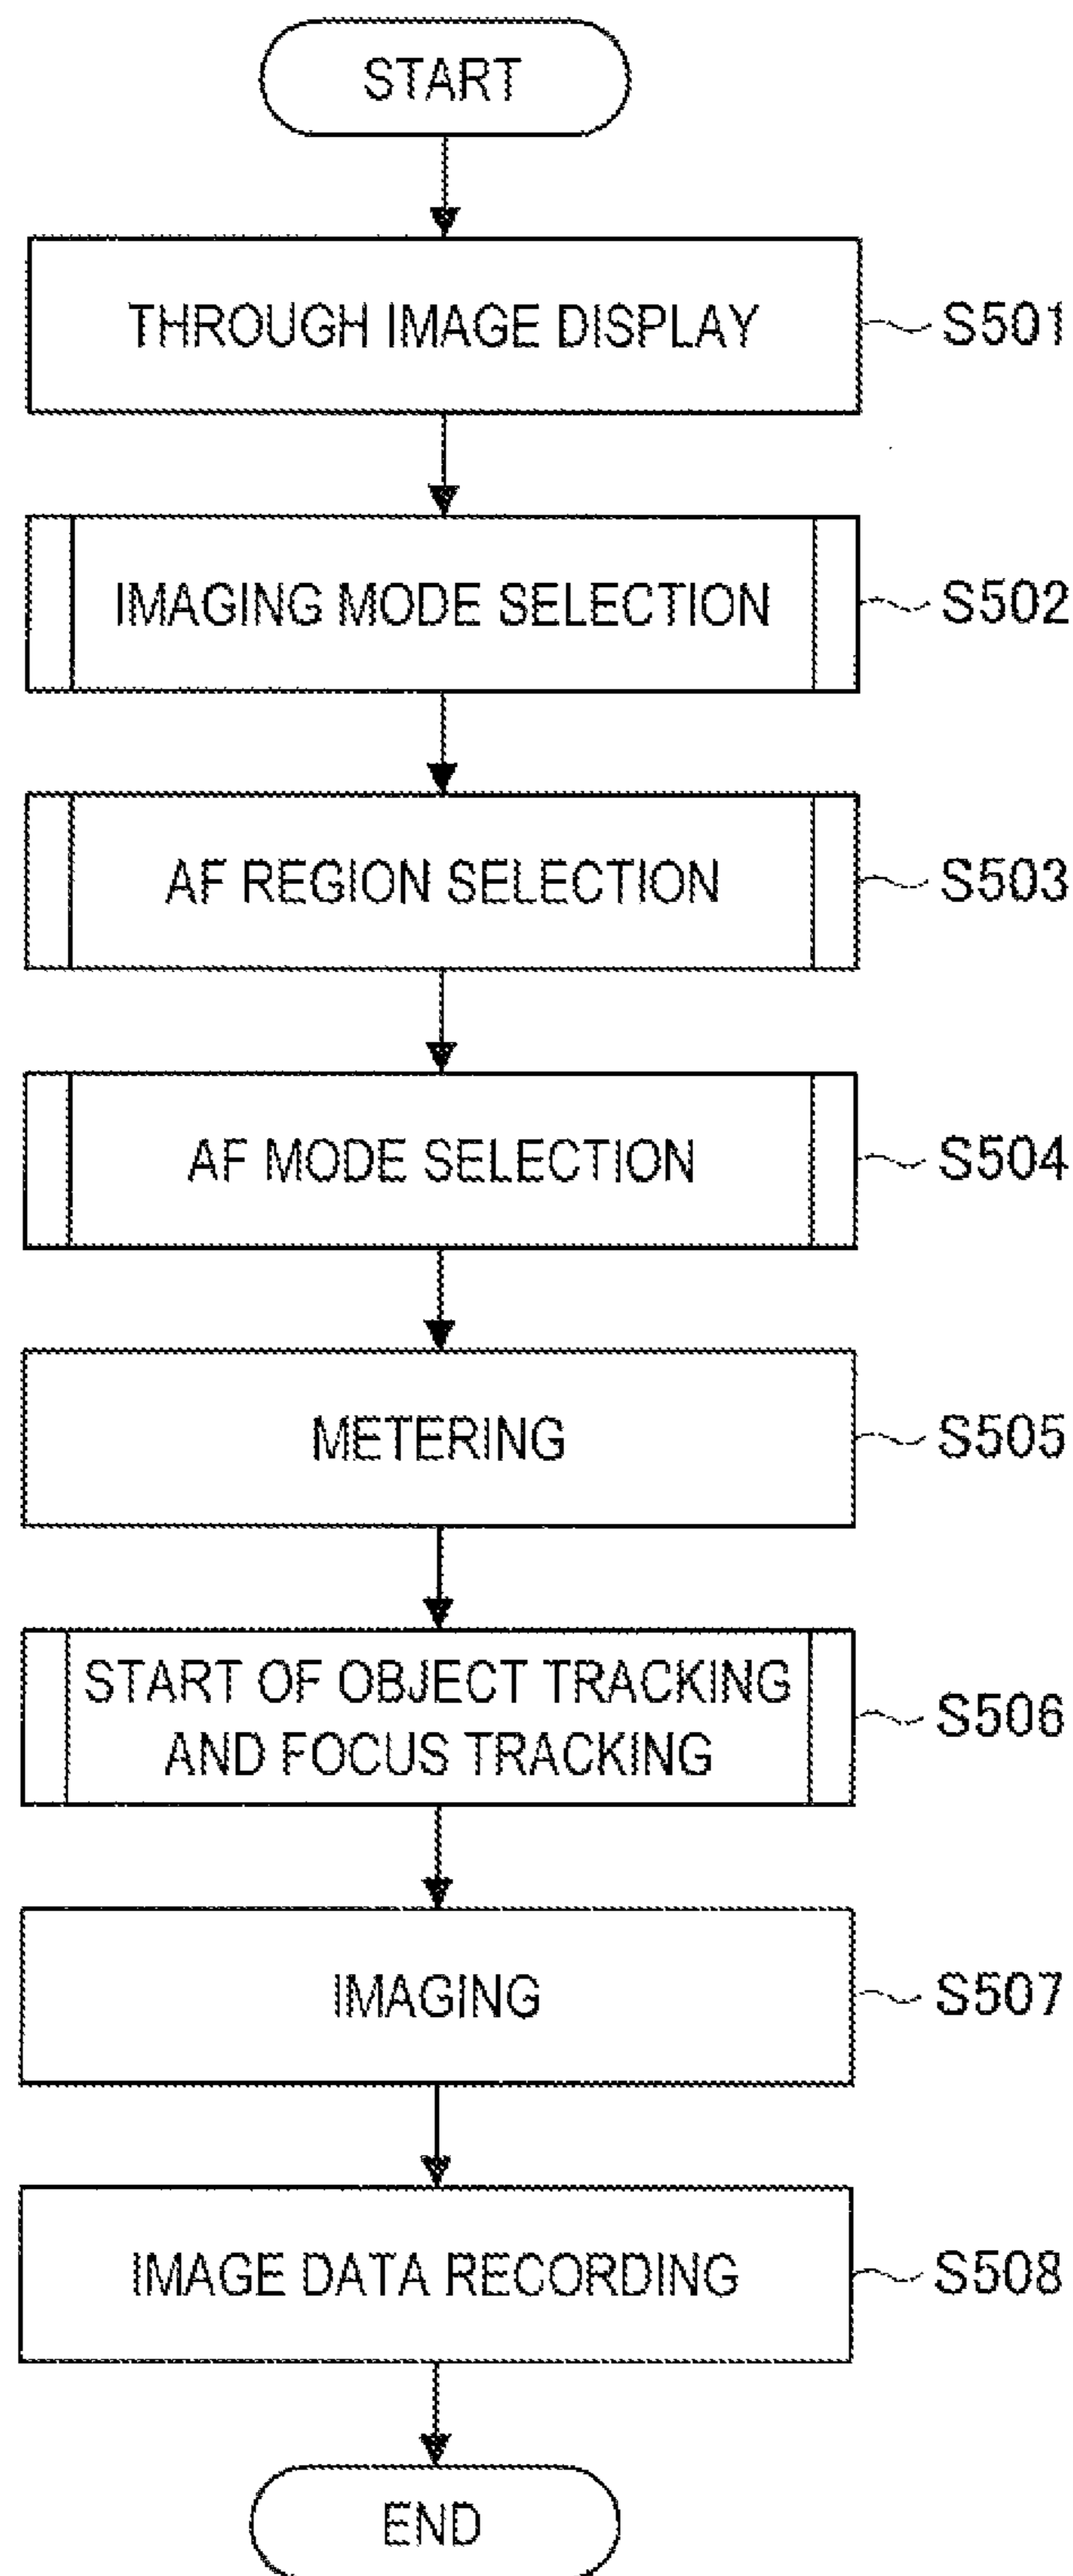 START
THROUGH IMAGE DISPLAY
S501
IMAGING MODE SELECTION
S502
AF REGION SELECTION
S503
AF MODE SELECTION
S504
METERING
S505
START OF OBJECT TRACKING
AND FOCUS TRACKING
S506
IMAGING
S507
IMAGE DATA RECORDING
S508
END